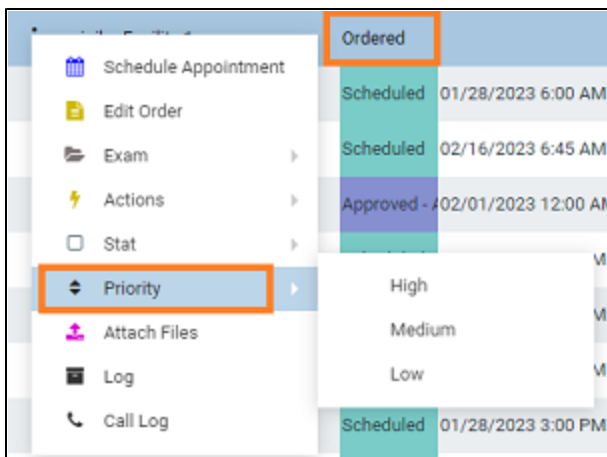 Ordered
Schedule Appointment
Scheduled 01/28/2023 6:00 AM
Edit Order
Exam
Scheduled 02/16/2023 6:45 AM
Actions
Approved - 02/01/2023 12:00 AM
Stat
Priority
High
Medium
Attach Files
Low
Log
Call Log
Scheduled 01/28/2023 3:00 PM